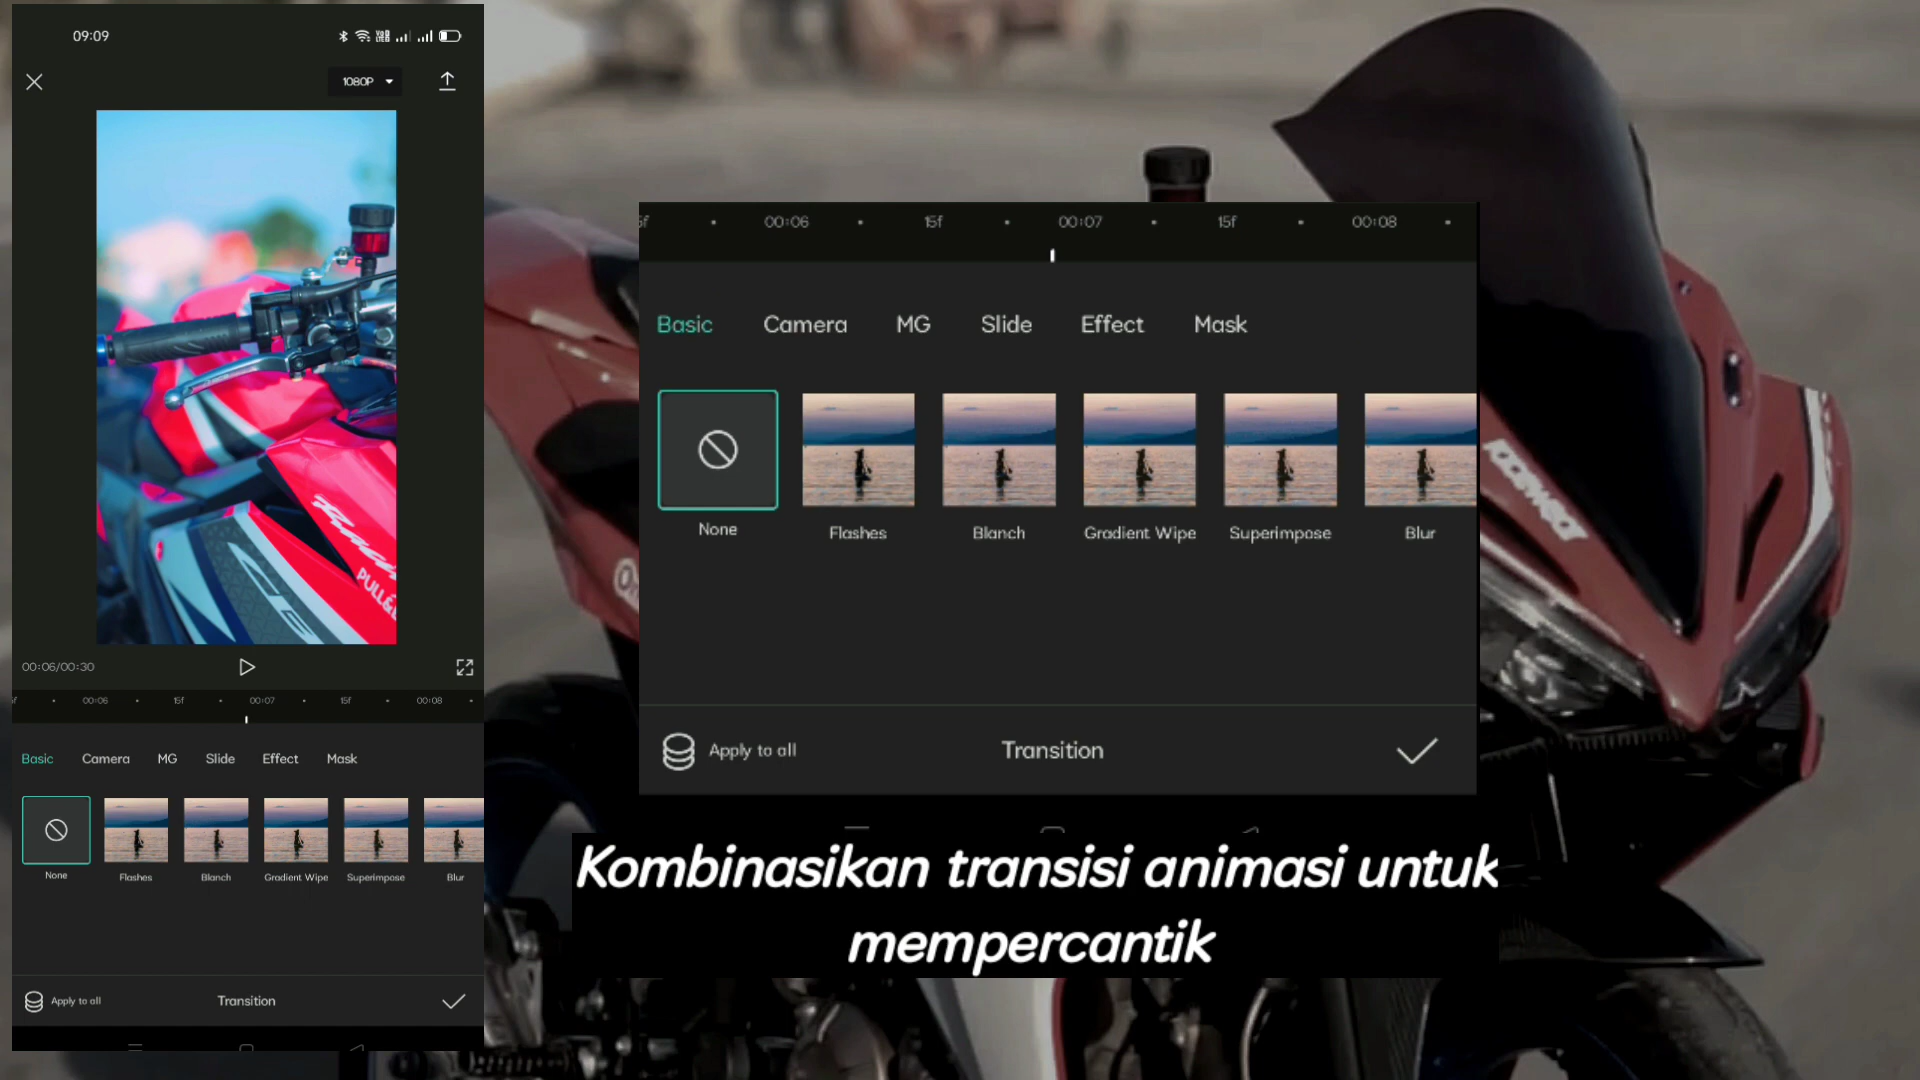 09:09
1080P
PULL&
CB
00:06/00:30
00:06 15f 00:07 15f 00:08
Basic Camera MG Slide Effect Mask
None Flashes Blanch Gradient Wipe Superimpose Blur
Apply to all Transition
5f 00:06 15f 00:07 15f 00:08
Basic Camera MG Slide Effect Mask
None Flashes Blanch Gradient Wipe Superimpose Blur
Apply to all Transition
Kombinasikan transisi animasi untuk
mempercantik